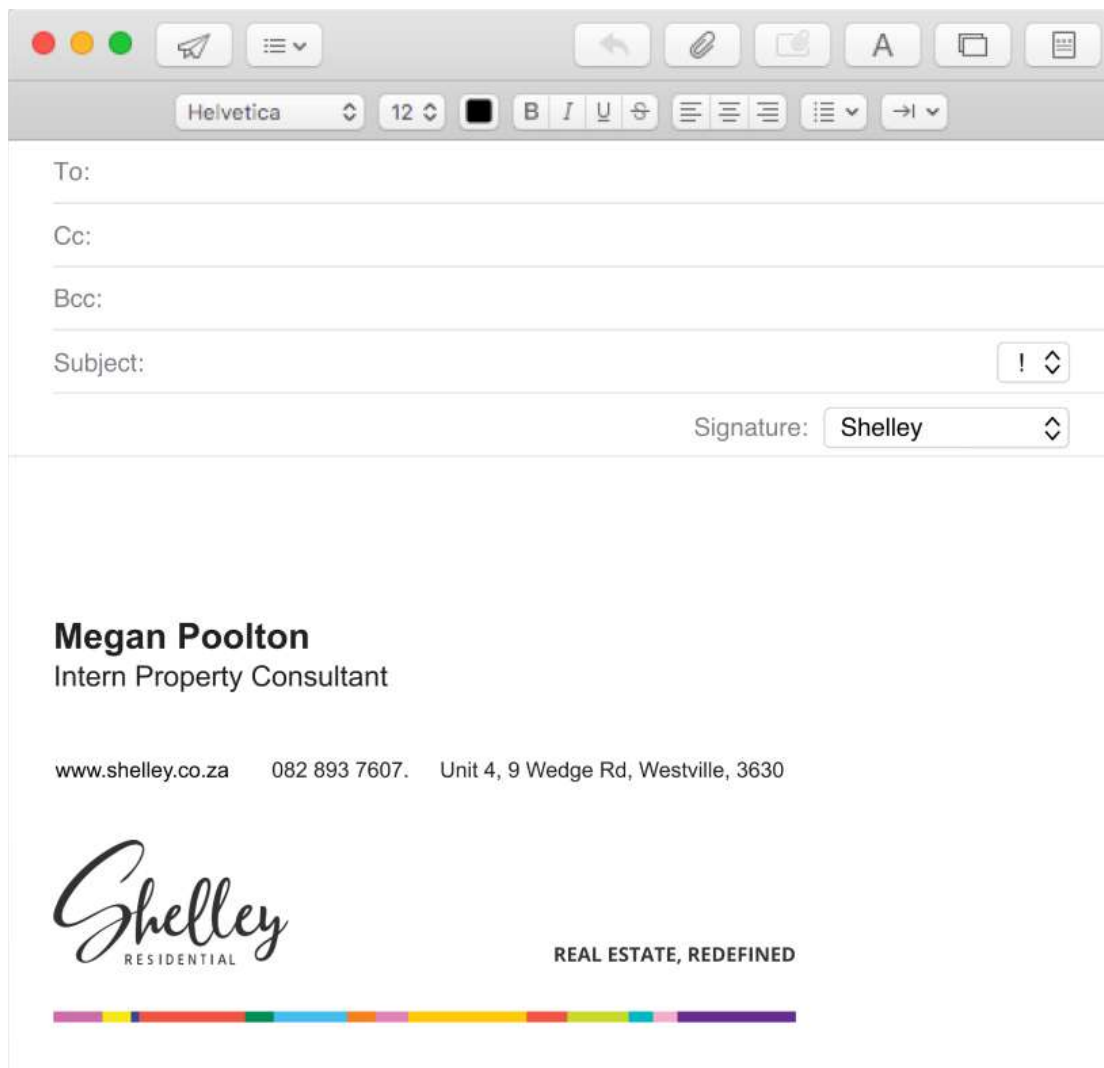 Helvetica 12 B I U S
To:
Cc:
Bcc:
Subject: !
Signature: Shelley
Megan Poolton
Intern Property Consultant
www.shelley.co.za 082 893 7607. Unit 4, 9 Wedge Rd, Westville, 3630
Shelley
RESIDENTIAL
REAL ESTATE, REDEFINED